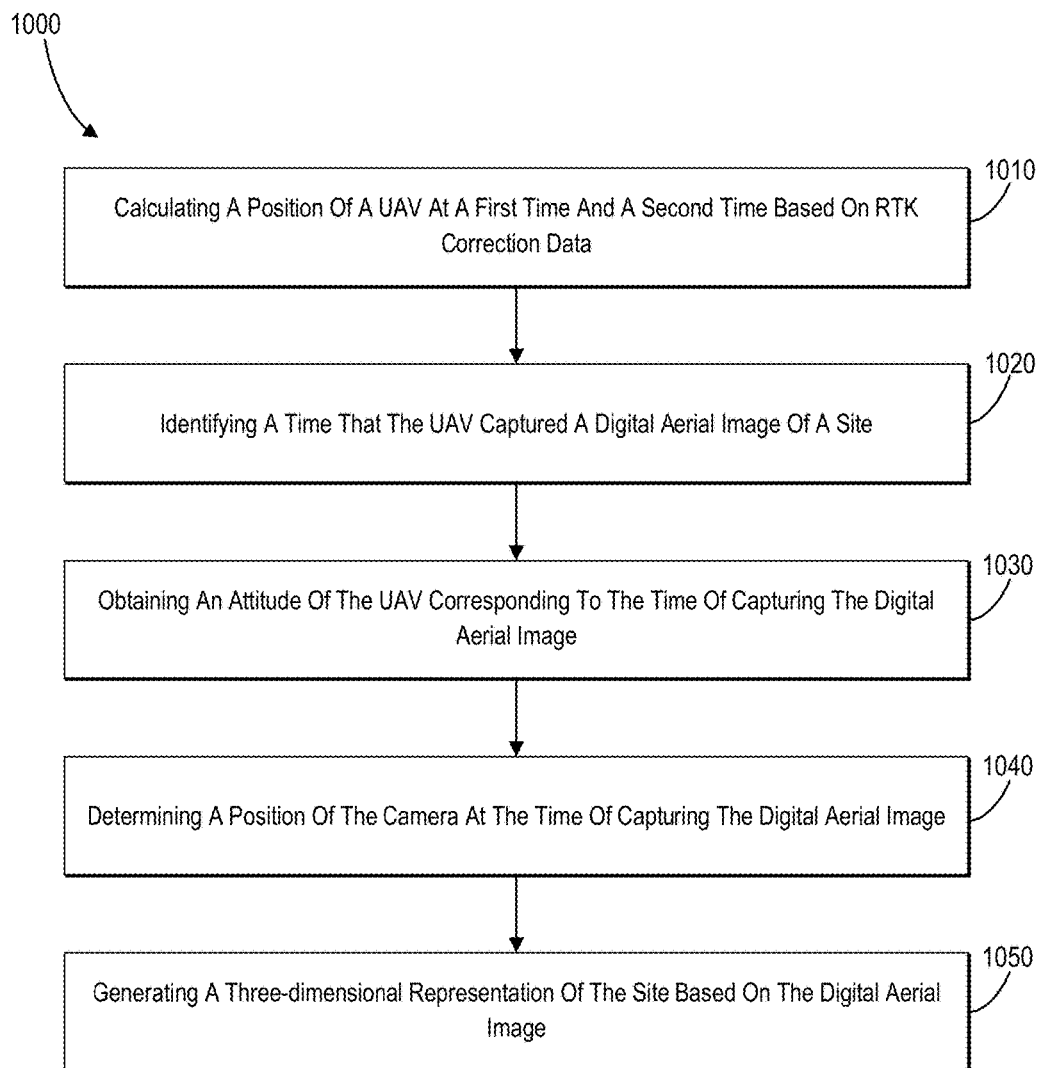 1000
1010
Calculating A Position Of A UAV At A First Time And A Second Time Based On RTK
Correction Data
1020
Identifying A Time That The UAV Captured A Digital Aerial Image Of A Site
1030
Obtaining An Attitude Of The UAV Corresponding To The Time Of Capturing The Digital
Aerial Image
1040
Determining A Position Of The Camera At The Time Of Capturing The Digital Aerial Image
1050
Generating A Three-dimensional Representation Of The Site Based On The Digital Aerial
Image